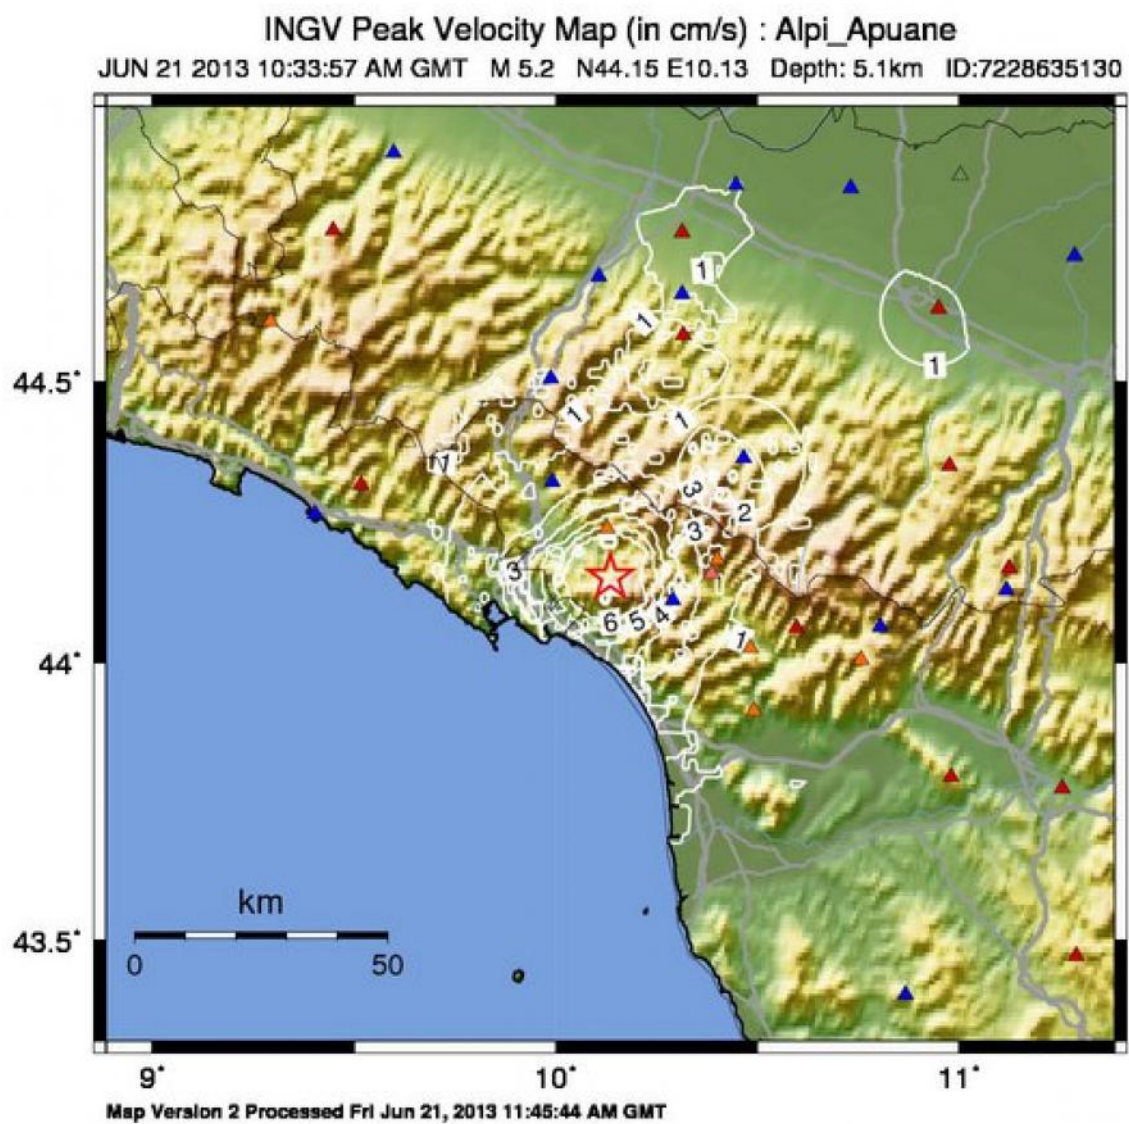 INGV Peak Velocity Map (in cm/s) : Alpi_Apuane
JUN 21 2013 10:33:57 AM GMT M 5.2 N44.15 E10.13 Depth: 5.1km ID:7228635130
1
1
1
44.5˚
1
1
1
3
2
3
3
6 5 4
1
44˚
km
0 50
43.5˚
9˚ 10˚ 11˚
Map Version 2 Processed Fri Jun 21, 2013 11:45:44 AM GMT